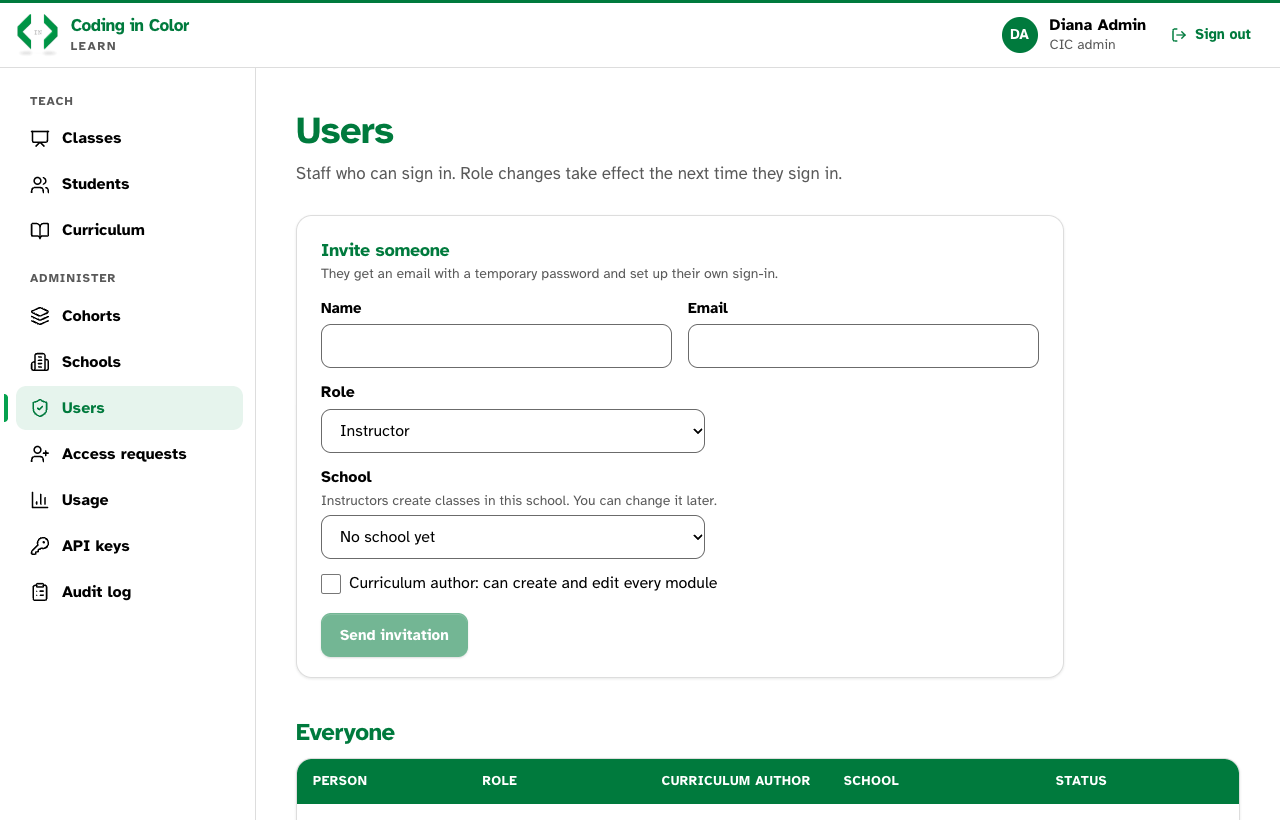 Coding in Color
LEARN
DA
Diana Admin
CIC admin
Sign out
TEACH
Classes
Students
Curriculum
ADMINISTER
Cohorts
Schools
Users
Access requests
Usage
API keys
Audit log
Users
Staff who can sign in. Role changes take effect the next time they sign in.
Invite someone
They get an email with a temporary password and set up their own sign-in.
Name
Email
Role
Instructor
School
Instructors create classes in this school. You can change it later.
No school yet
Curriculum author: can create and edit every module
Send invitation
Everyone
PERSON ROLE CURRICULUM AUTHOR SCHOOL STATUS